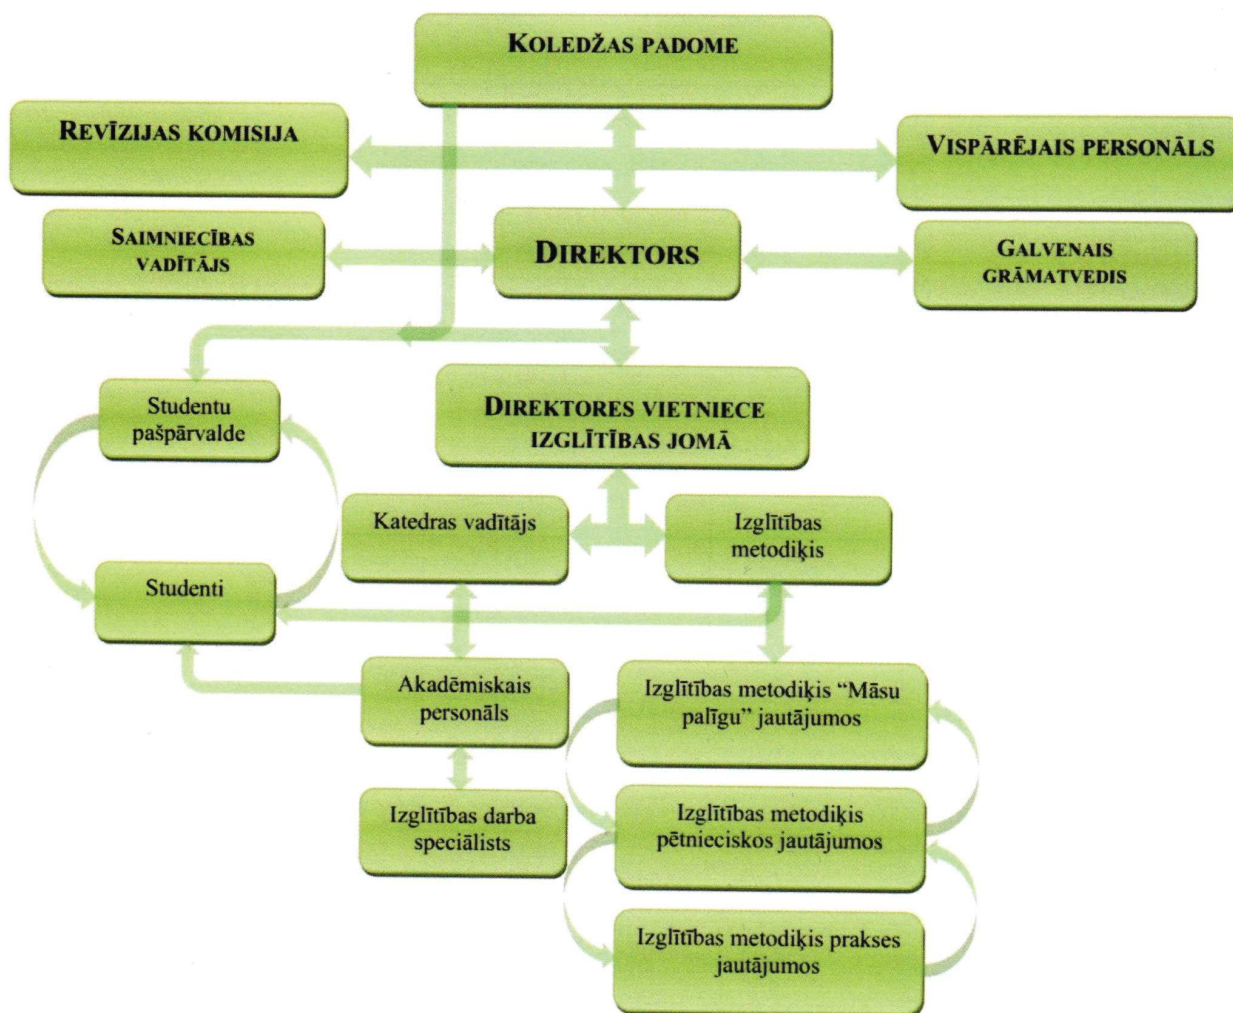 KOLEDŽAS PADOME
REVĪZIJAS KOMISIJA
VISPĀRĒJAIS PERSONĀLS
SAIMNIECĪBAS
VADĪTĀJS
DIREKTORS
GALVENAIS
GRĀMATVEDIS
Studentu
pašpārvalde
DIREKTORES VIETNIECE
IZGLĪTĪBAS JOMĀ
Katedras vadītājs
Izglītības
metodiķis
Studenti
Akadēmiskais
personāls
Izglītības metodiķis “Māsu
palīgu” jautājumos
Izglītības darba
speciālists
Izglītības metodiķis
pētnieciskos jautājumos
Izglītības metodiķis prakses
jautājumos